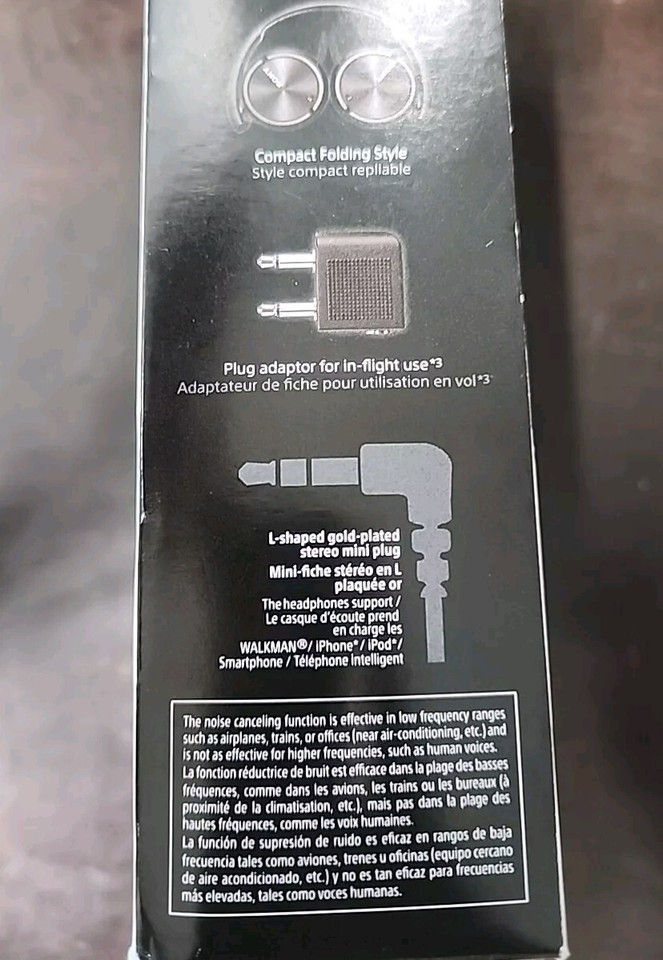 SONY
Compact Folding Style
Style compact repliable
Plug adaptor for in-flight use*3
Adaptateur de fiche pour utilisation en vol*3
L-shaped gold-plated
stereo mini plug
Mini-fiche stéréo en L
plaquée or
The headphones support /
Le casque d'écoute prend
en charge les
WALKMAN®/ iPhone*/ iPod*/
Smartphone / Téléphone intelligent
The noise canceling function is effective in low frequency ranges
such as airplanes, trains, or offices (near air-conditioning, etc.) and
is not as effective for higher frequencies, such as human voices.
La fonction réductrice de bruit est efficace dans la plage des basses
fréquences, comme dans les avions, les trains ou les bureaux (à
proximité de la climatisation, etc.), mais pas dans la plage des
hautes fréquences, comme les voix humaines.
La función de supresión de ruido es eficaz en rangos de baja
frecuencia tales como aviones, trenes u oficinas (equipo cercano
de aire acondicionado, etc.) y no es tan eficaz para frecuencias
más elevadas, tales como voces humanas.